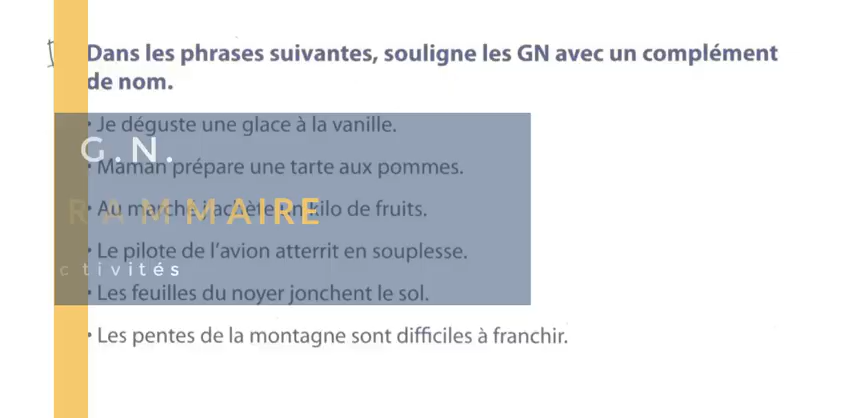 Dans les phrases suivantes, souligne les GN avec un complément
de nom.
• Je déguste une glace à la vanille.
G.N.
• Maman prépare une tarte aux pommes.
• Au marché j'achète un kilo de fruits.
RAMMAIRE
• Le pilote de l'avion atterrit en souplesse.
ctivités
• Les feuilles du noyer jonchent le sol.
• Les pentes de la montagne sont difficiles à franchir.